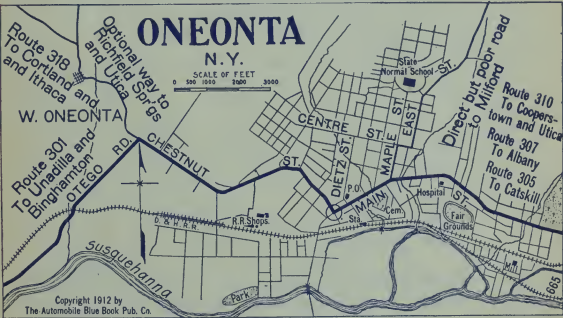 ONEONTA
N.Y.
SCALE OF FEET
0 500 1000 2000 3000
Route 318
To Cortland and
and Ithaca
Optional way to
Richfield Spr'gs
and Utica
W. ONEONTA
Route 301
To Unadilla and
Binghamton
OTEGO RD.
CHESTNUT ST.
State
Normal School
CENTRE ST.
DIETZ ST.
MAPLE ST.
EAST ST.
Direct but poor road
to Milford
Route 310
To Coopers-
town and Utica
Route 307
To Albany
Route 305
To Catskill
P.O.
MAIN ST.
Hospital
Sta.
Cem.
Fair
Grounds
Mill
665
R.R. Shops.
D. & H. R.R.
Susquehanna
Park
Copyright 1912 by
The Automobile Blue Book Pub. Co.